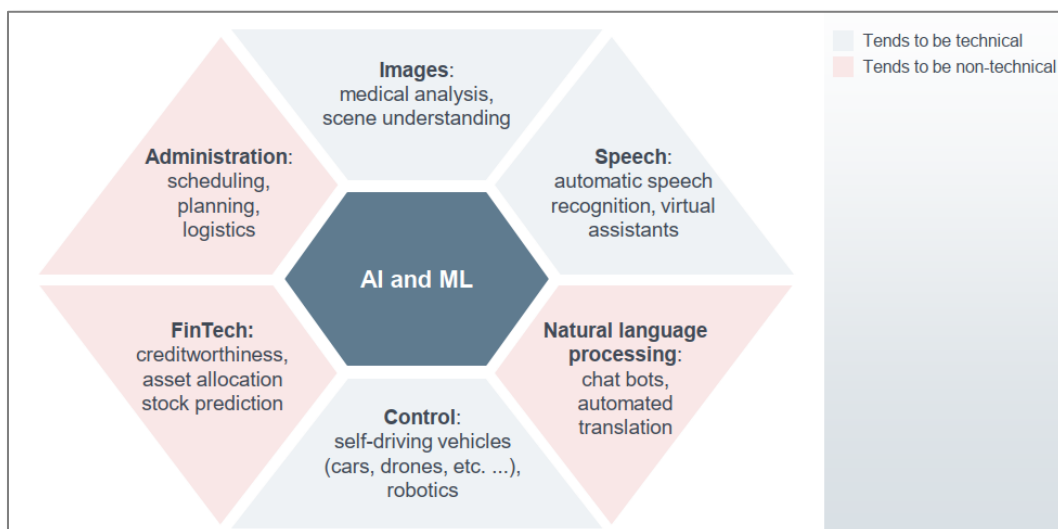 Tends to be technical
Tends to be non-technical
Images:
medical analysis,
scene understanding
Administration:
scheduling,
planning,
logistics
Speech:
automatic speech
recognition, virtual
assistants
AI and ML
FinTech:
creditworthiness,
asset allocation
stock prediction
Natural language
processing:
chat bots,
automated
translation
Control:
self-driving vehicles
(cars, drones, etc. ...),
robotics